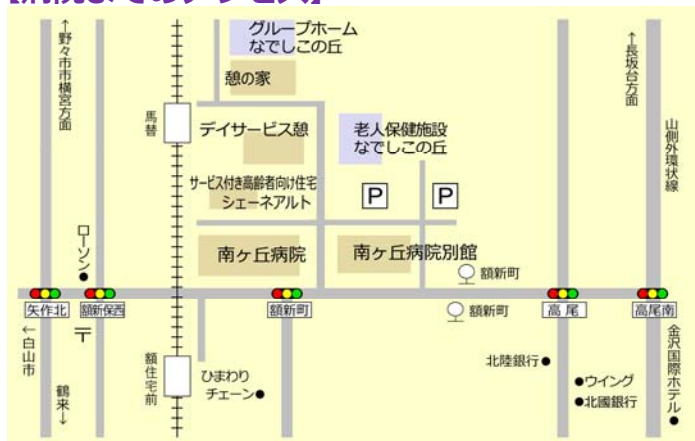 【病院までのアクセス】
グループホーム
なでしこの丘
憩の家
↑野々市市横宮方面
↑長坂台方面
山側外環状線
馬替
デイサービス憩
老人保健施設
なでしこの丘
サービス付き高齢者向け住宅
シェーネアルト
P
P
ローソン
南ヶ丘病院
南ヶ丘病院別館
額新町
矢作北
額新保西
額新町
額新町
高尾
高尾南
←白山市
〒
鶴来→
額住宅前
ひまわり
チェーン
北陸銀行
ウイング
北國銀行
金沢国際ホテル